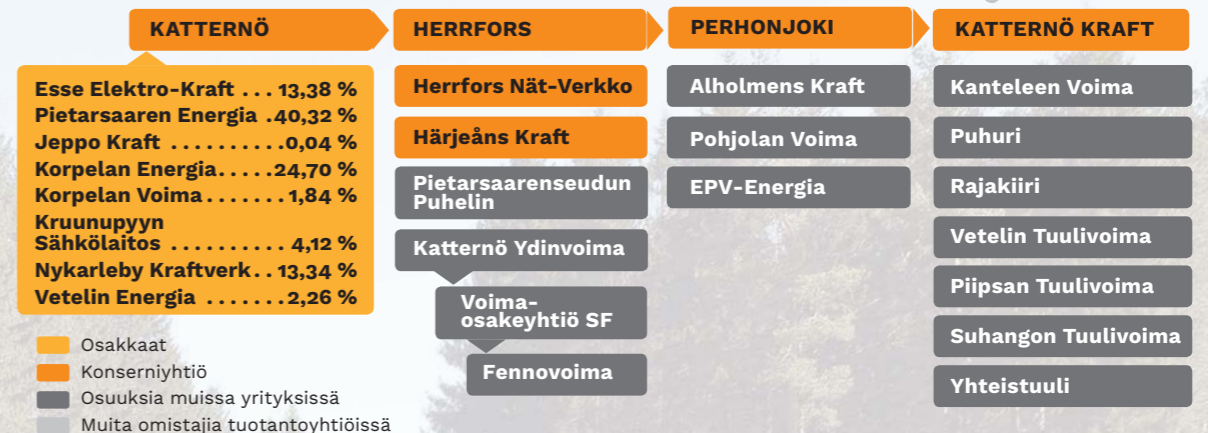 KATTERNÖ
Esse Elektro-Kraft . . . 13,38 %
Pietarsaaren Energia .40,32 %
Jeppo Kraft . . . . . . . . . .0,04 %
Korpelan Energia. . . . .24,70 %
Korpelan Voima . . . . . . . 1,84 %
Kruunupyyn
Sähkölaitos . . . . . . . . . 4,12 %
Nykarleby Kraftverk. . 13,34 %
Vetelin Energia . . . . . . .2,26 %
Osakkaat
Konserniyhtiö
Osuuksia muissa yrityksissä
Muita omistajia tuotantoyhtiöissä
HERRFORS
Herrfors Nät-Verkko
Härjeåns Kraft
Pietarsaarenseudun
Puhelin
Katternö Ydinvoima
Voima-
osakeyhtiö SF
Fennovoima
PERHONJOKI
Alholmens Kraft
Pohjolan Voima
EPV-Energia
KATTERNÖ KRAFT
Kanteleen Voima
Puhuri
Rajakiiri
Vetelin Tuulivoima
Piipsan Tuulivoima
Suhangon Tuulivoima
Yhteistuuli